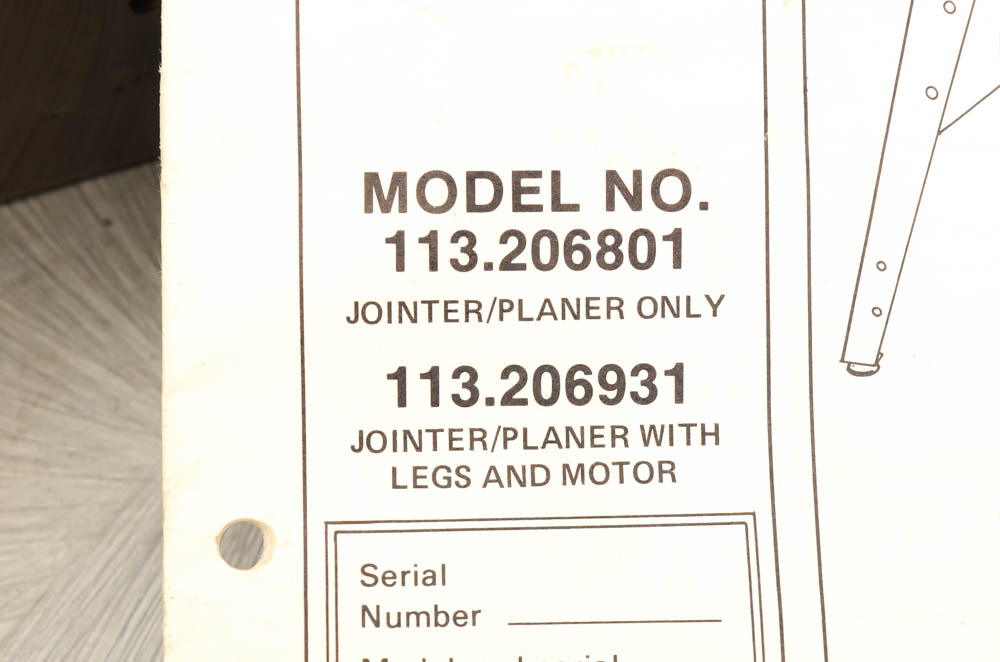 MODEL NO.
113.206801
JOINTER/PLANER ONLY
113.206931
JOINTER/PLANER WITH
LEGS AND MOTOR
Serial
Number